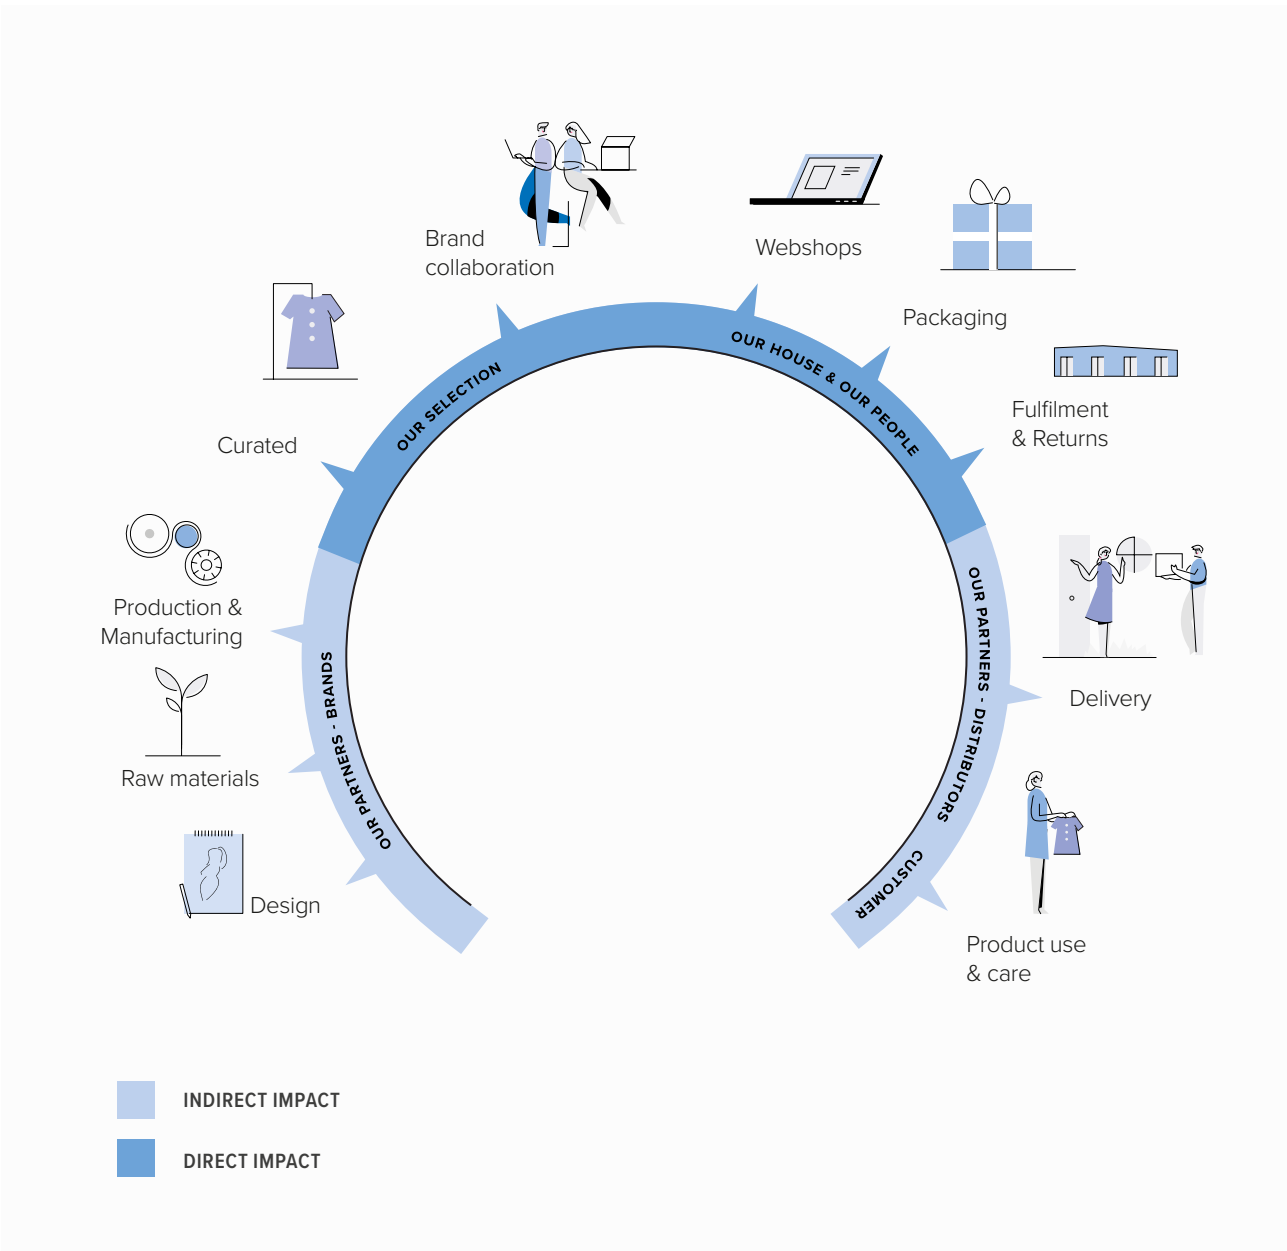 Brand
collaboration
Webshops
Packaging
Fulfilment
& Returns
Curated
Production &
Manufacturing
Raw materials
Design
Delivery
Product use
& care
OUR PARTNERS - BRANDS
OUR SELECTION
OUR HOUSE & OUR PEOPLE
OUR PARTNERS - DISTRIBUTORS
CUSTOMER
INDIRECT IMPACT
DIRECT IMPACT